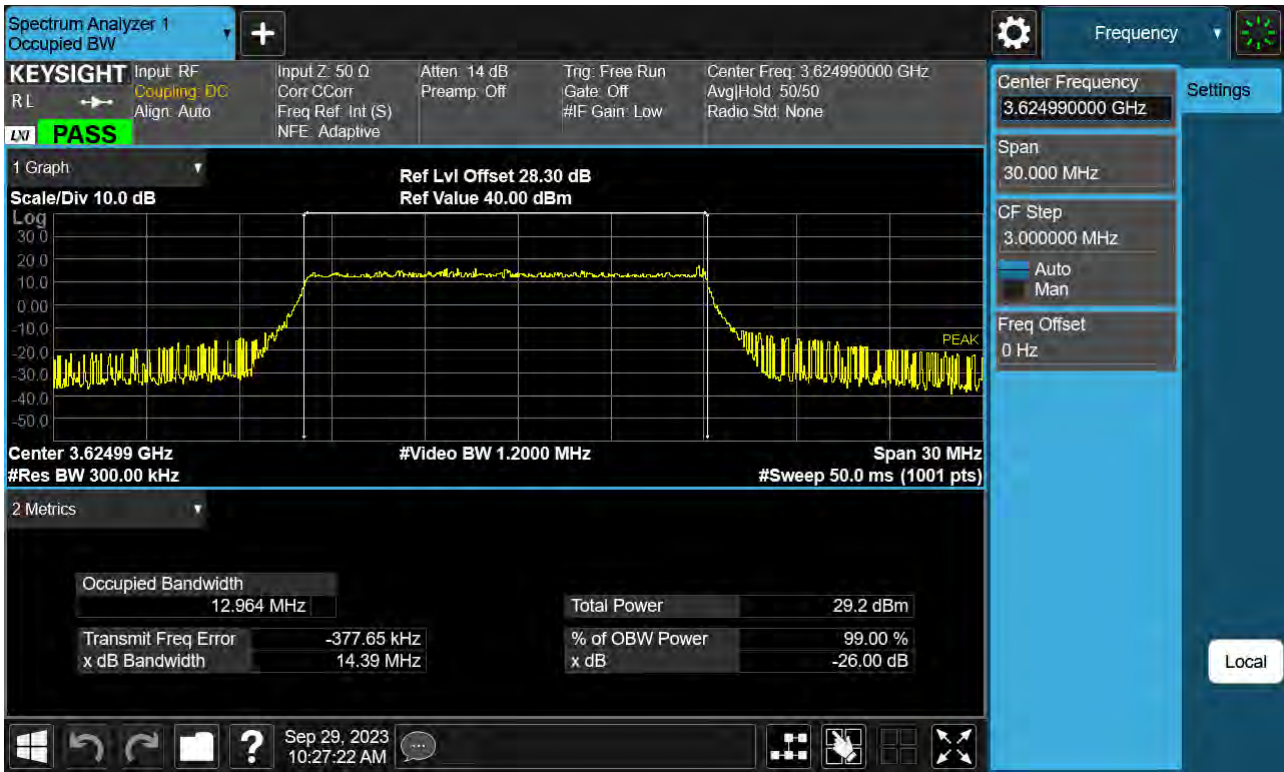 Spectrum Analyzer 1
Occupied BW
+
Frequency
KEYSIGHT
Input: RF
Coupling: DC
Align: Auto
Input Z: 50 Ω
Corr CCorr
Freq Ref: Int (S)
NFE: Adaptive
Atten: 14 dB
Preamp: Off
Trig: Free Run
Gate: Off
#IF Gain: Low
Center Freq: 3.624990000 GHz
Avg|Hold: 50/50
Radio Std: None
R L
LXI
PASS
Center Frequency
3.624990000 GHz
Settings
Span
30.000 MHz
CF Step
3.000000 MHz
Auto
Man
Freq Offset
0 Hz
Local
1 Graph
Ref Lvl Offset 28.30 dB
Scale/Div 10.0 dB
Ref Value 40.00 dBm
Log
30.0
20.0
10.0
0.00
-10.0
-20.0
-30.0
-40.0
-50.0
PEAK
Center 3.62499 GHz
#Video BW 1.2000 MHz
Span 30 MHz
#Res BW 300.00 kHz
#Sweep 50.0 ms (1001 pts)
2 Metrics
Occupied Bandwidth
12.964 MHz
Total Power 29.2 dBm
Transmit Freq Error -377.65 kHz
% of OBW Power 99.00 %
x dB Bandwidth 14.39 MHz
x dB -26.00 dB
?
Sep 29, 2023
10:27:22 AM